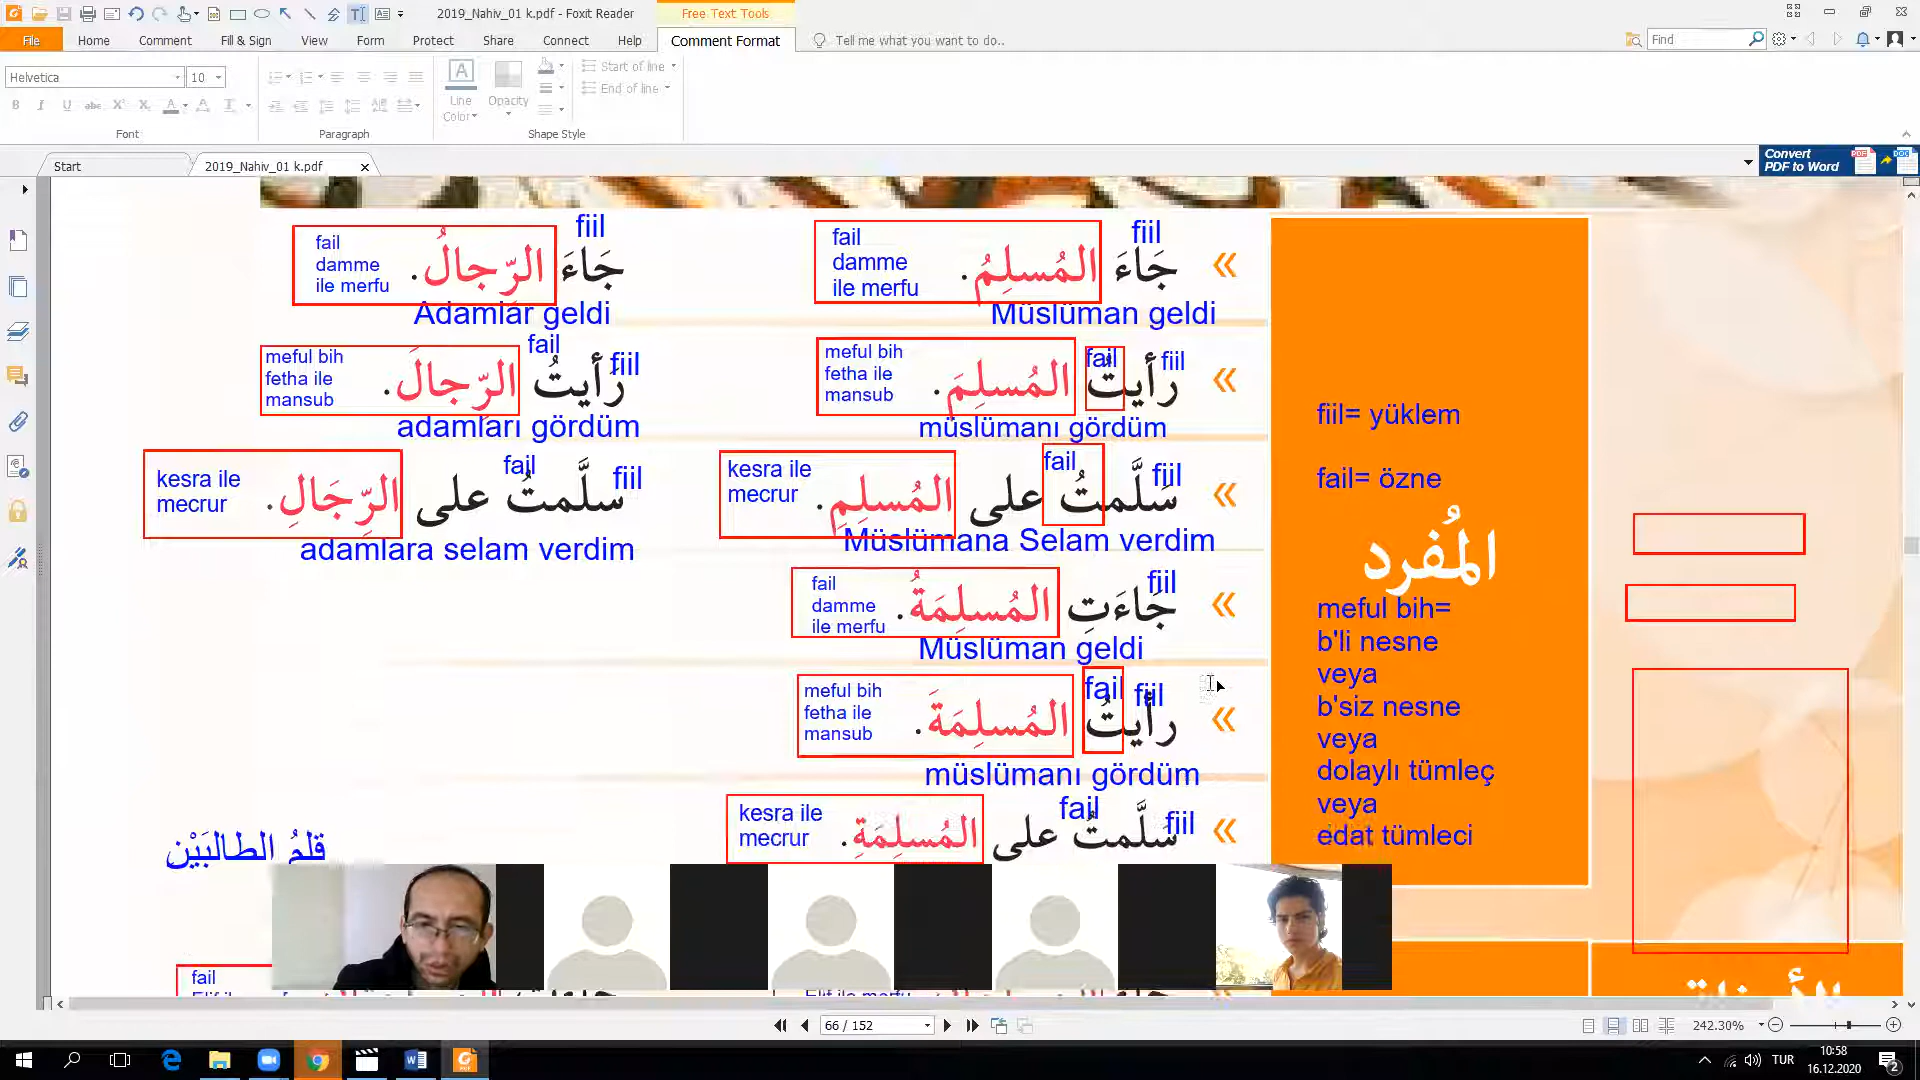 2019_Nahiv_01 k.pdf - Foxit Reader
Free Text Tools
File Home Comment Fill & Sign View Form Protect Share Connect Help Comment Format Tell me what you want to do.. Find
Helvetica 10
Start of line
End of line
Line Color
Opacity
Font Paragraph Shape Style
Start 2019_Nahiv_01 k.pdf
Convert PDF to Word
fiil
جَاءَ المُسلِمُ.
fail
damme
ile merfu
Müslüman geldi
fiil
جَاءَ الرِّجالُ.
fail
damme
ile merfu
Adamlar geldi
fiil
fail
رأيتُ المُسلِمَ.
meful bih
fetha ile
mansub
müslümanı gördüm
fiil
fail
رَأيتُ الرِّجالَ.
meful bih
fetha ile
mansub
adamları gördüm
fiil
fail
سَلَّمتُ على المُسلِمِ.
kesra ile
mecrur
Müslümana Selam verdim
fiil
fail
سلَّمتُ على الرِّجَالِ.
kesra ile
mecrur
adamlara selam verdim
fiil
جَاءَتِ المُسلِمَةُ.
fail
damme
ile merfu
Müslüman geldi
fiil
fail
رأيتُ المُسلِمَةَ.
meful bih
fetha ile
mansub
müslümanı gördüm
fiil
fail
سَلَّمتُ على المُسلِمَةِ.
kesra ile
mecrur
fiil= yüklem
fail= özne
المُفرد
meful bih=
b'li nesne
veya
b'siz nesne
veya
dolaylı tümleç
veya
edat tümleci
قلمُ الطالبَيْن
fail
66 / 152
242.30%
TUR
10:58
16.12.2020
2